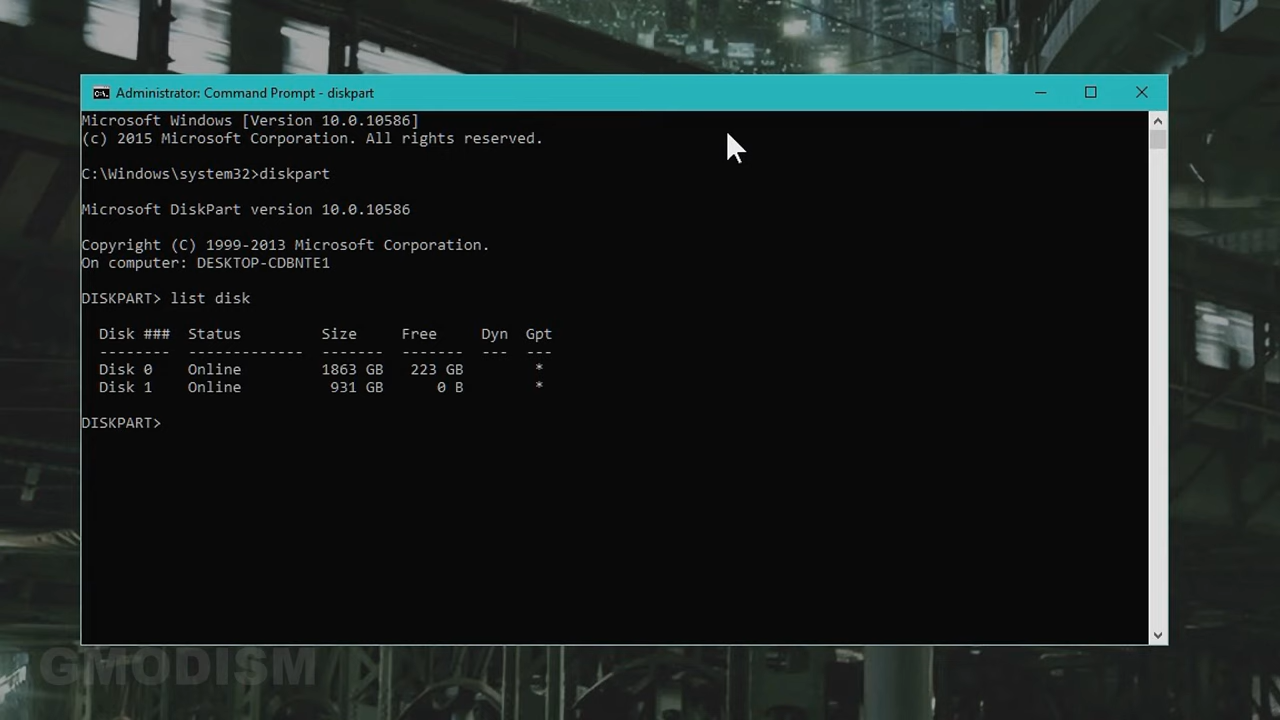 Administrator: Command Prompt - diskpart
Microsoft Windows [Version 10.0.10586]
(c) 2015 Microsoft Corporation. All rights reserved.
C:\Windows\system32>diskpart
Microsoft DiskPart version 10.0.10586
Copyright (C) 1999-2013 Microsoft Corporation.
On computer: DESKTOP-CDBNTE1
DISKPART> list disk
Disk ### Status Size Free Dyn Gpt
-------- ------------- ------- ------- --- ---
Disk 0 Online 1863 GB 223 GB *
Disk 1 Online 931 GB 0 B *
DISKPART>
GMODISM